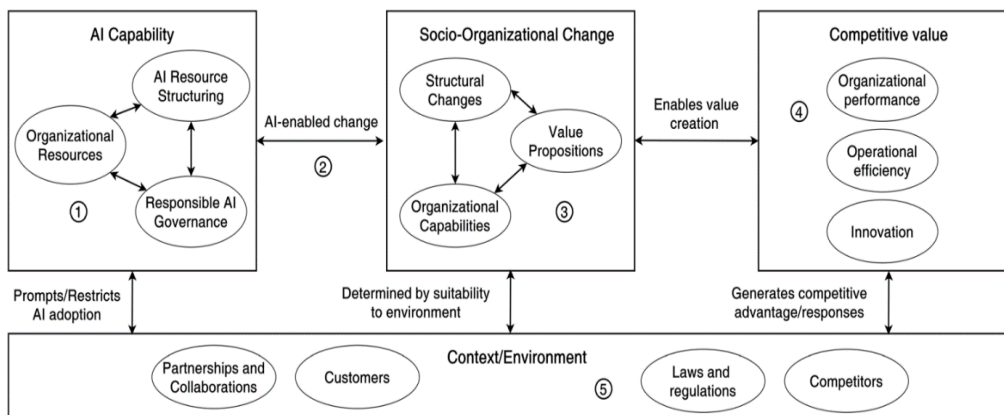 AI Capability
AI Resource
Structuring
Organizational
Resources
Responsible AI
Governance
①
AI-enabled change
②
Socio-Organizational Change
Structural
Changes
Value
Propositions
Organizational
Capabilities
③
Enables value
creation
Competitive value
④
Organizational
performance
Operational
efficiency
Innovation
Prompts/Restricts
AI adoption
Determined by suitability
to environment
Generates competitive
advantage/responses
Context/Environment
Partnerships and
Collaborations
Customers
⑤
Laws and
regulations
Competitors